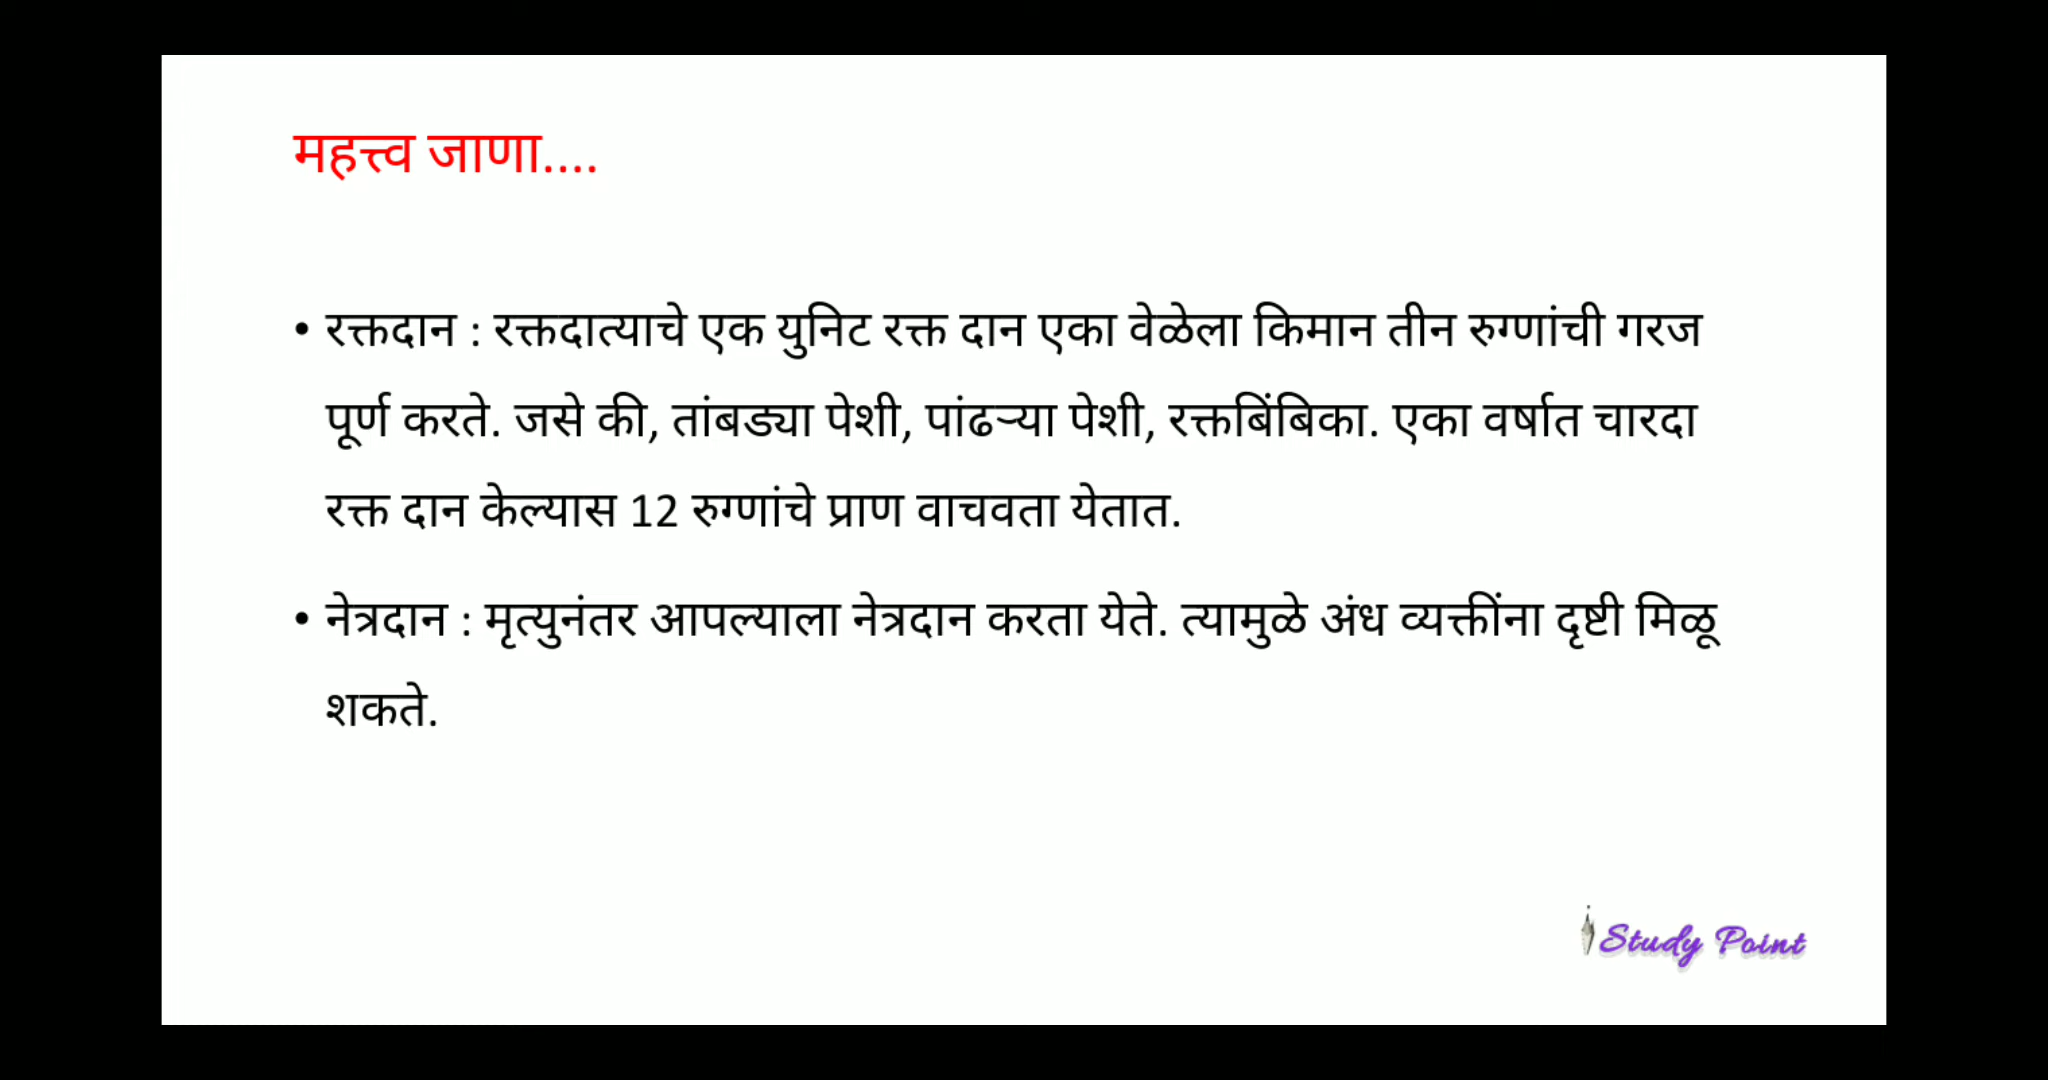 महत्त्व जाणा....
• रक्तदान : रक्तदात्याचे एक युनिट रक्त दान एका वेळेला किमान तीन रुग्णांची गरज
पूर्ण करते. जसे की, तांबड्या पेशी, पांढऱ्या पेशी, रक्तबिंबिका. एका वर्षात चारदा
रक्त दान केल्यास 12 रुग्णांचे प्राण वाचवता येतात.
• नेत्रदान : मृत्युनंतर आपल्याला नेत्रदान करता येते. त्यामुळे अंध व्यक्तींना दृष्टी मिळू
शकते.
Study Point